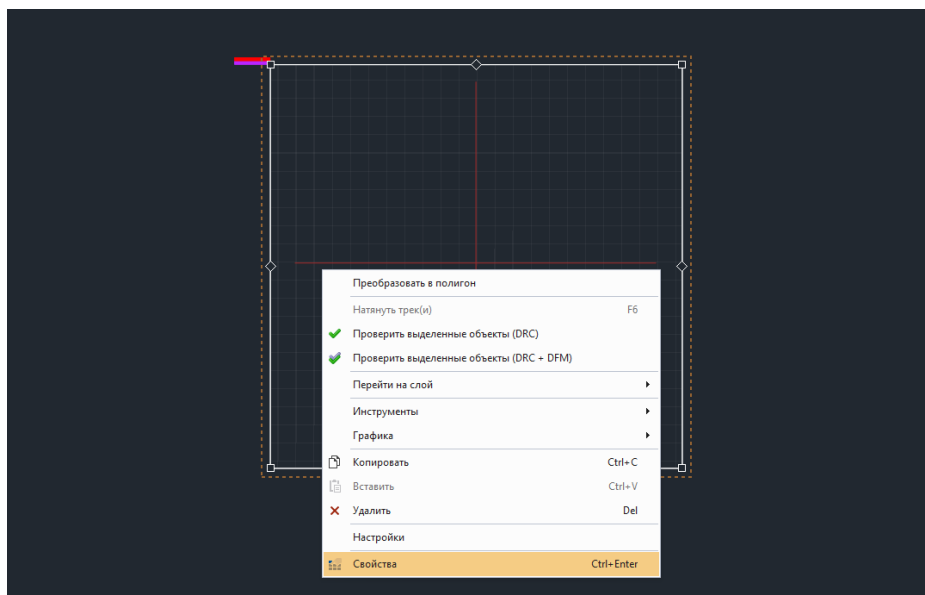 Преобразовать в полигон
Натянуть трек(и) F6
Проверить выделенные объекты (DRC)
Проверить выделенные объекты (DRC + DFM)
Перейти на слой
Инструменты
Графика
Копировать Ctrl+C
Вставить Ctrl+V
Удалить Del
Настройки
Свойства Ctrl+Enter